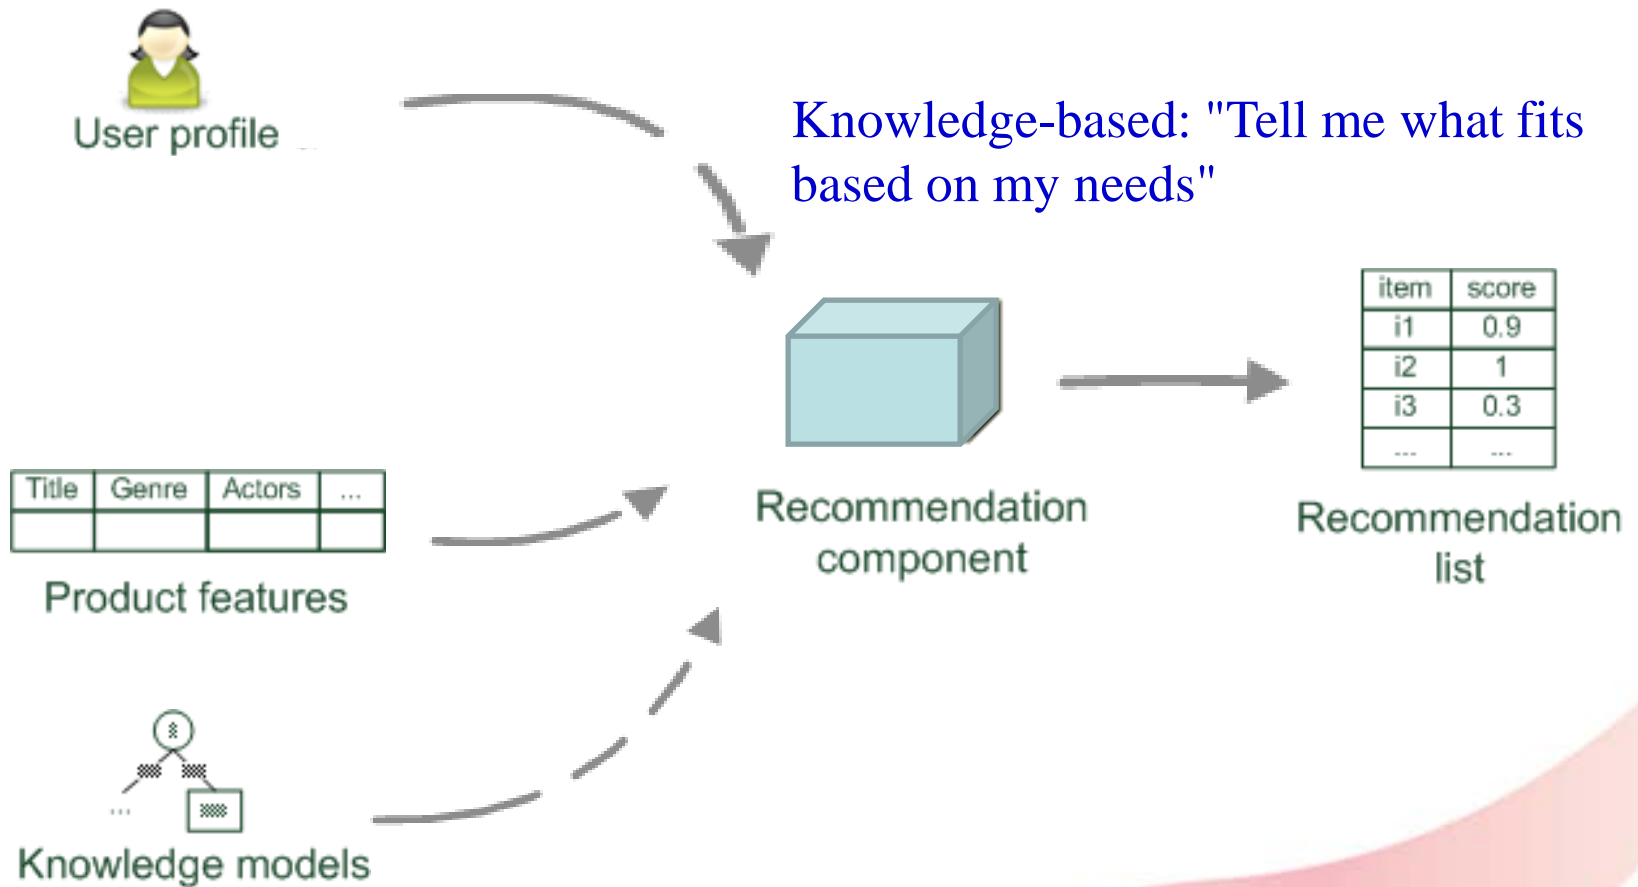 User profile
Knowledge-based: "Tell me what fits
based on my needs"
item score
i1 0.9
i2 1
i3 0.3
... ...
Title Genre Actors ...
Product features
Recommendation
component
Recommendation
list
...
Knowledge models